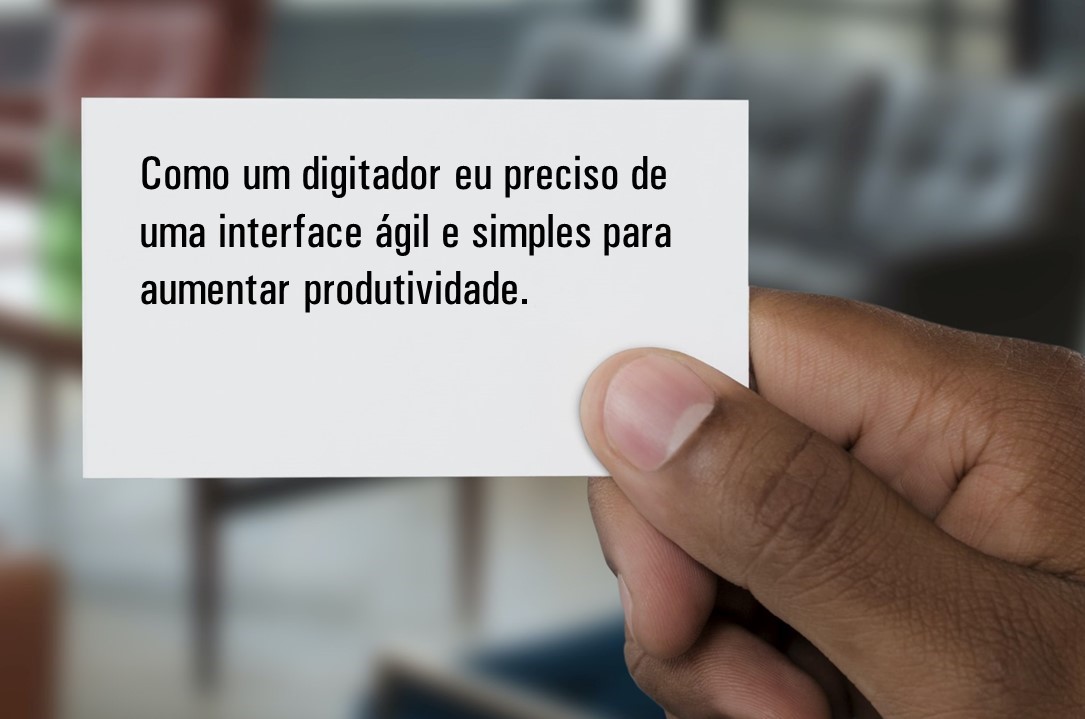 Como um digitador eu preciso de
uma interface ágil e simples para
aumentar produtividade.